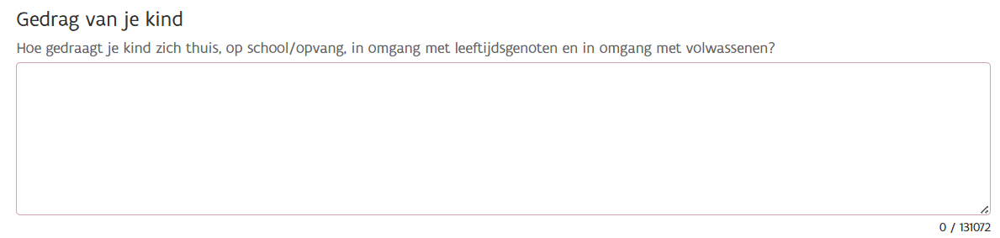 Gedrag van je kind
Hoe gedraagt je kind zich thuis, op school/opvang, in omgang met leeftijdsgenoten en in omgang met volwassenen?
0 / 131072